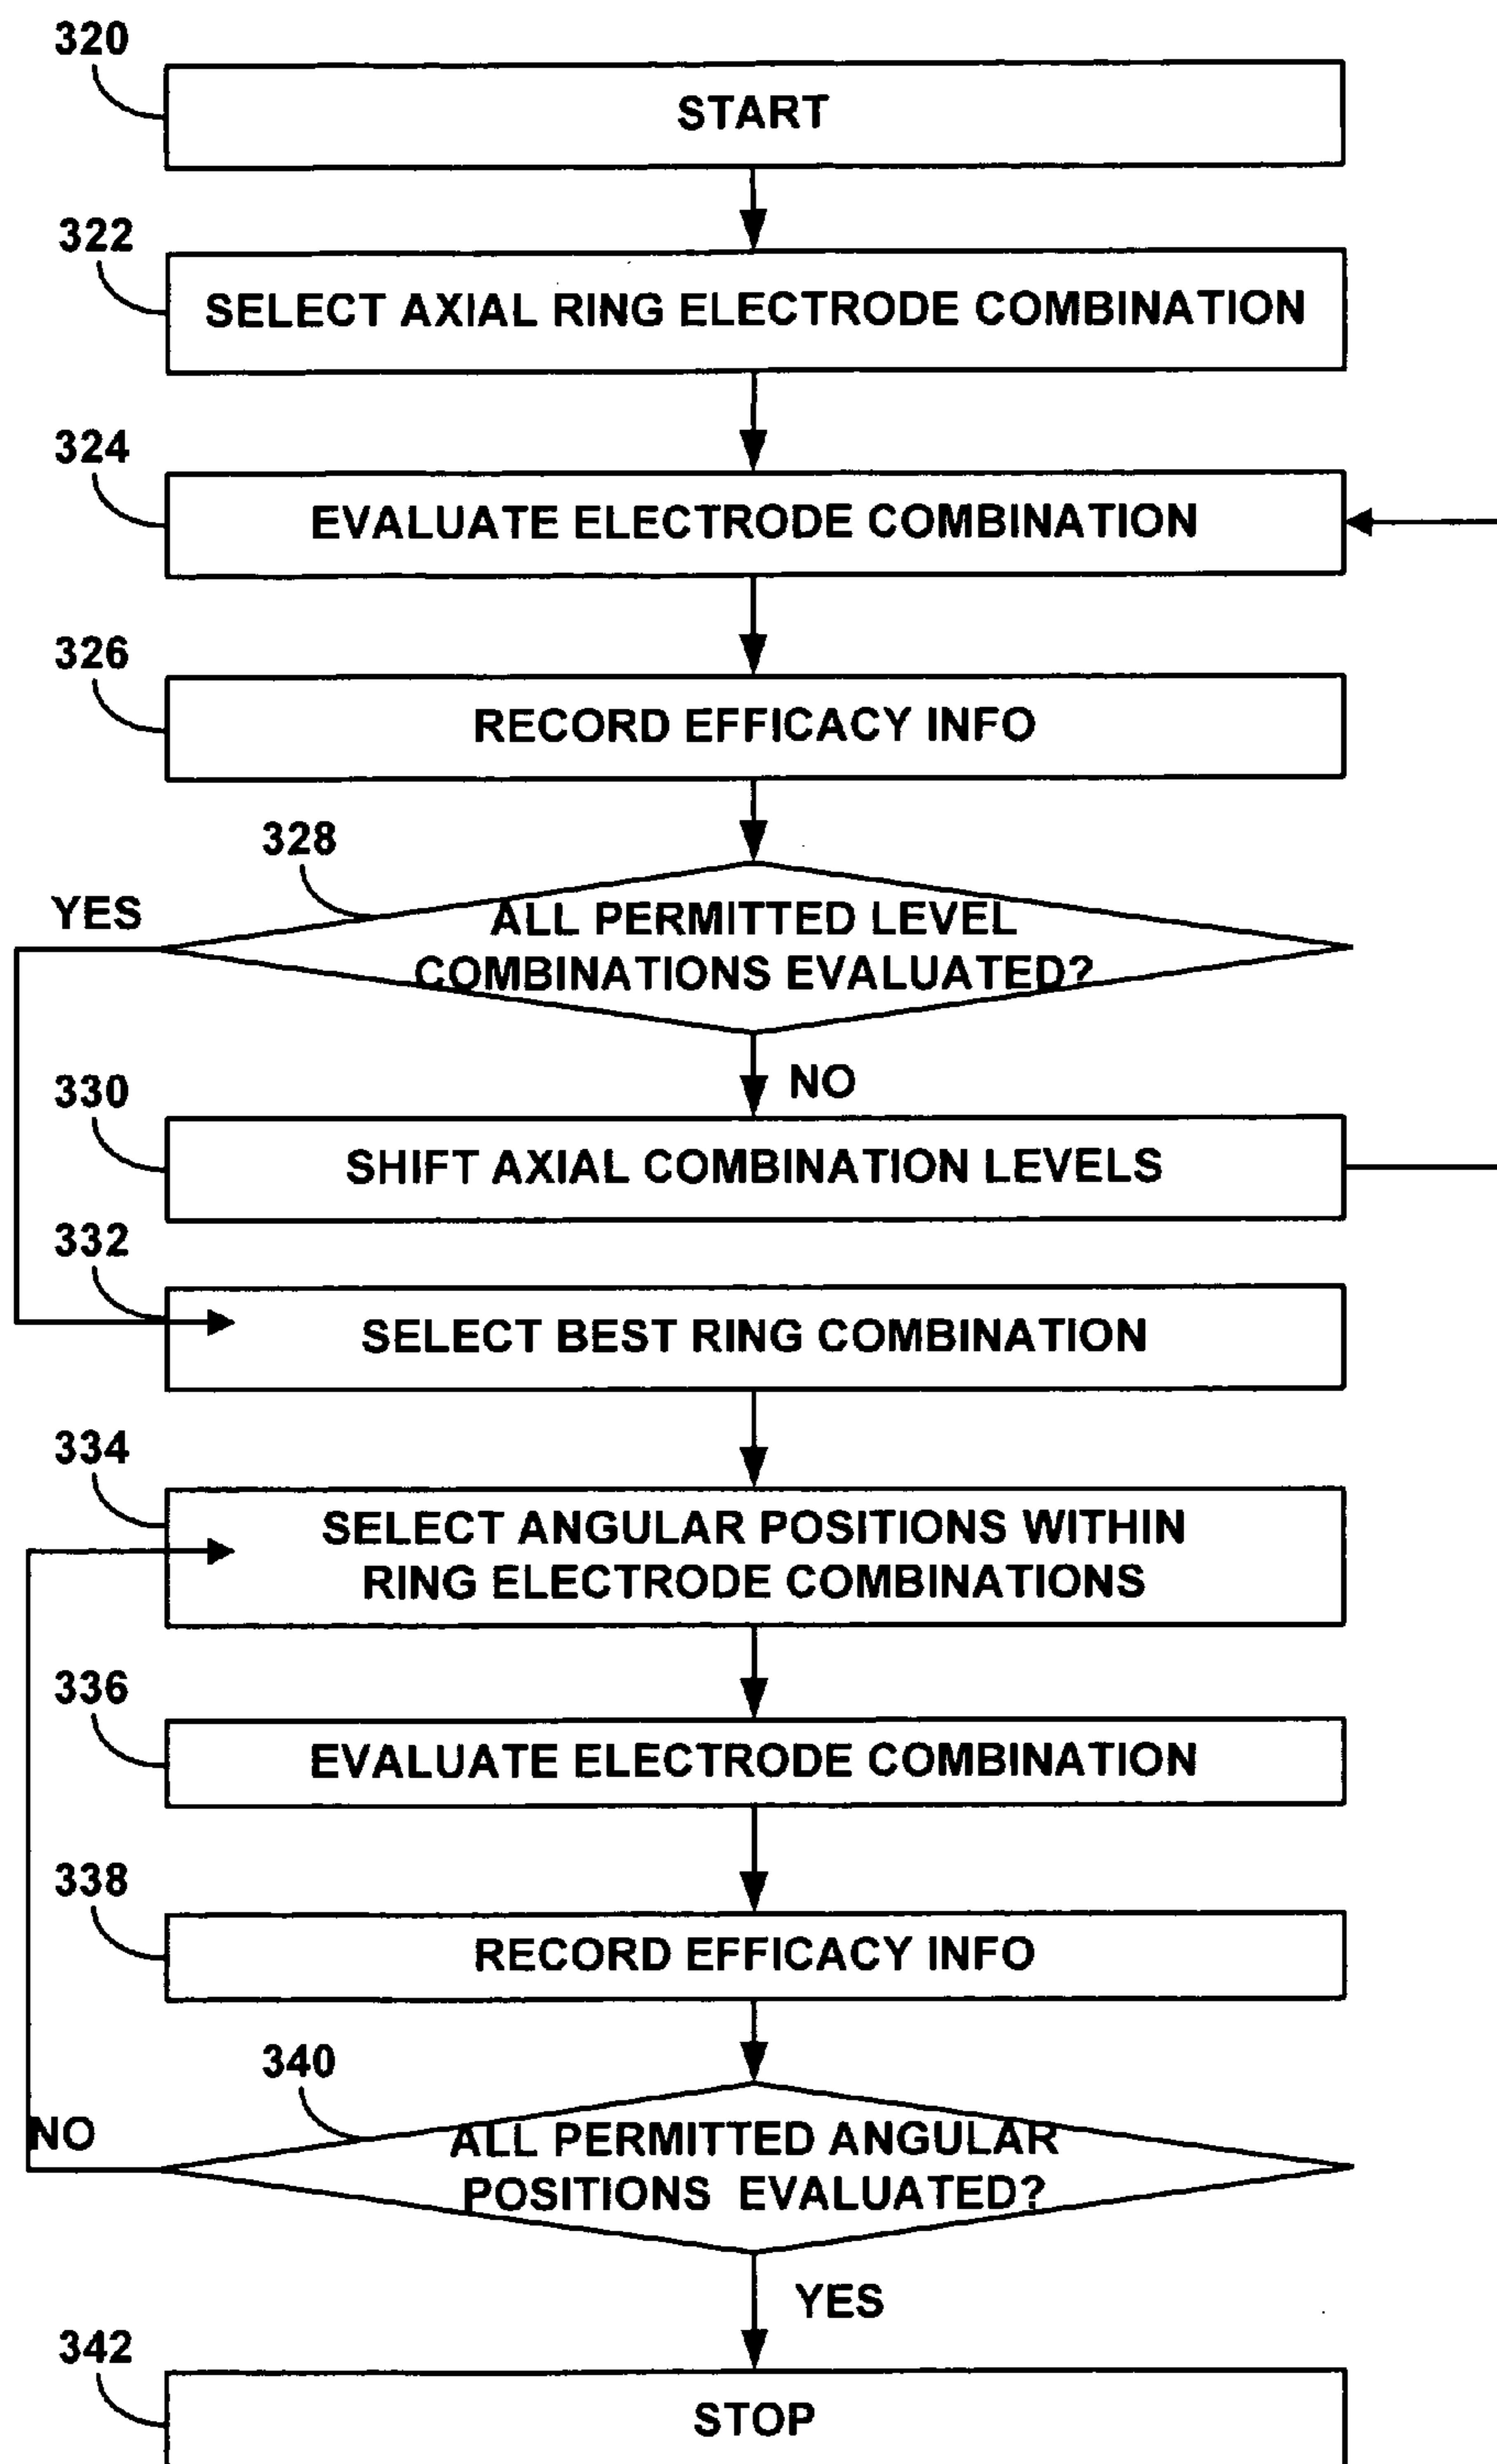 320
START
322
SELECT AXIAL RING ELECTRODE COMBINATION
324
EVALUATE ELECTRODE COMBINATION
326
RECORD EFFICACY INFO
328
YES
ALL PERMITTED LEVEL
COMBINATIONS EVALUATED?
NO
330
SHIFT AXIAL COMBINATION LEVELS
332
SELECT BEST RING COMBINATION
334
SELECT ANGULAR POSITIONS WITHIN
RING ELECTRODE COMBINATIONS
336
EVALUATE ELECTRODE COMBINATION
338
RECORD EFFICACY INFO
340
NO
ALL PERMITTED ANGULAR
POSITIONS EVALUATED?
YES
342
STOP